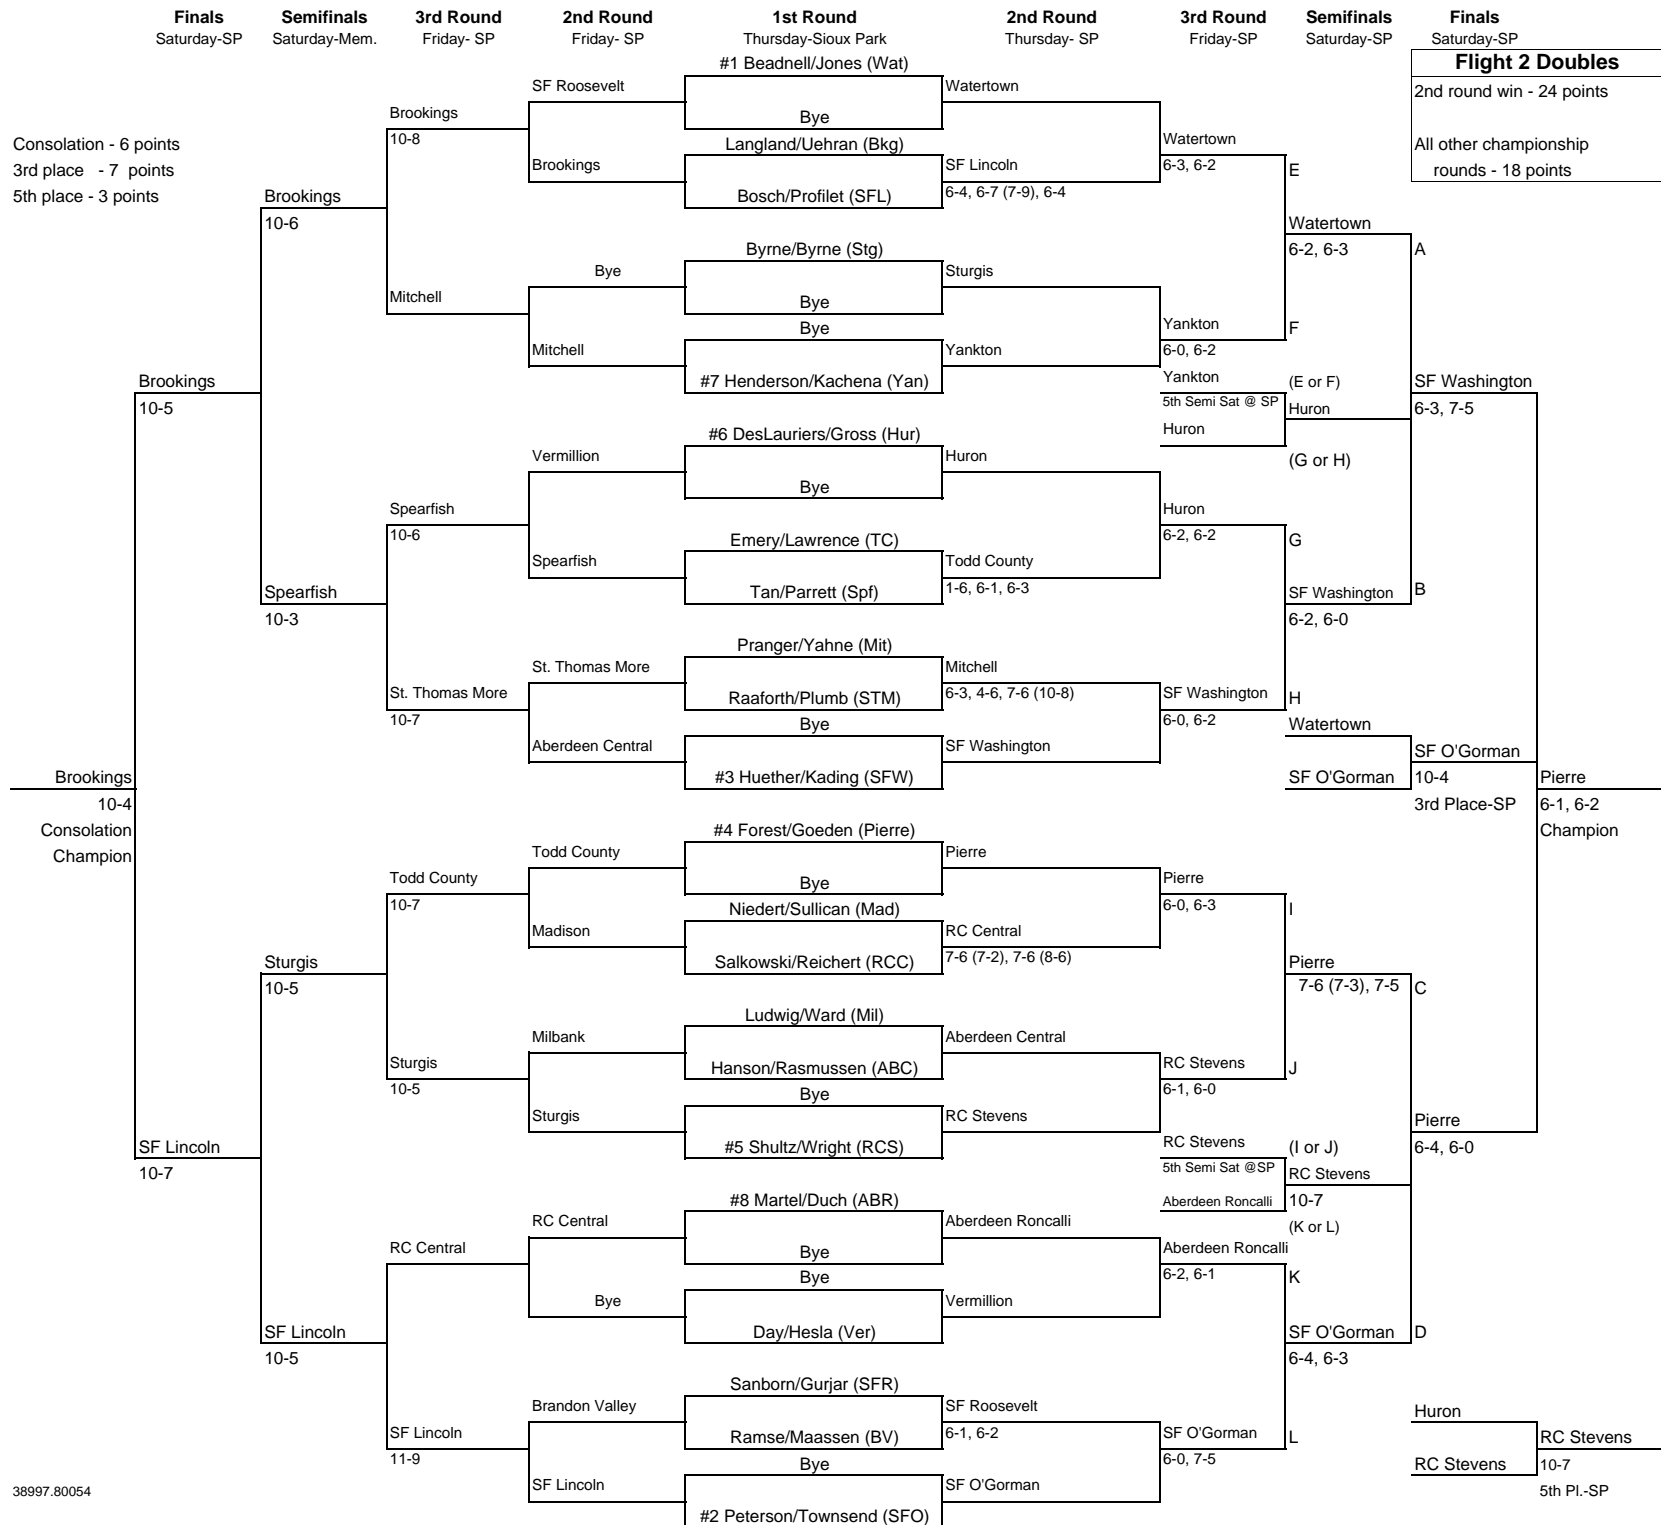 Finals Semifinals 3rd Round 2nd Round 1st Round 2nd Round 3rd Round Semifinals Finals
Saturday-SP Saturday-Mem. Friday- SP Friday- SP Thursday-Sioux Park Thursday- SP Friday-SP Saturday-SP Saturday-SP
#1 Beadnell/Jones (Wat) Flight 2 Doubles
SF Roosevelt Watertown 2nd round win - 24 points
Brookings Bye
10-8 Watertown
Consolation - 6 points Langland/Uehran (Bkg) All other championship
Brookings SF Lincoln 6-3, 6-2 E
3rd place - 7 points rounds - 18 points
5th place - 3 points Brookings Bosch/Profilet (SFL) 6-4, 6-7 (7-9), 6-4
10-6 Watertown
Byrne/Byrne (Stg) 6-2, 6-3 A
Bye Sturgis
Mitchell Bye
Bye Yankton F
Mitchell Yankton 6-0, 6-2
Brookings #7 Henderson/Kachena (Yan) Yankton (E or F) SF Washington
10-5 5th Semi Sat @ SP Huron 6-3, 7-5
#6 DesLauriers/Gross (Hur) Huron
Vermillion Huron (G or H)
Bye
Spearfish Huron
10-6 Emery/Lawrence (TC) 6-2, 6-2 G
Spearfish Todd County
Spearfish Tan/Parrett (Spf) 1-6, 6-1, 6-3 SF Washington B
10-3 6-2, 6-0
Pranger/Yahne (Mit)
St. Thomas More Mitchell
St. Thomas More Raaforth/Plumb (STM) 6-3, 4-6, 7-6 (10-8) SF Washington H
10-7 Bye 6-0, 6-2 Watertown
Aberdeen Central SF Washington SF O'Gorman
Brookings #3 Huether/Kading (SFW) SF O'Gorman 10-4 Pierre
10-4 3rd Place-SP 6-1, 6-2
Consolation #4 Forest/Goeden (Pierre) Champion
Champion Todd County Pierre
Todd County Bye Pierre
10-7 Niedert/Sullican (Mad) 6-0, 6-3 I
Madison RC Central
Sturgis Salkowski/Reichert (RCC) 7-6 (7-2), 7-6 (8-6) Pierre
10-5 7-6 (7-3), 7-5 C
Ludwig/Ward (Mil)
Milbank Aberdeen Central
Sturgis Hanson/Rasmussen (ABC) RC Stevens J
10-5 Bye 6-1, 6-0
Sturgis RC Stevens Pierre
SF Lincoln #5 Shultz/Wright (RCS) RC Stevens (I or J) 6-4, 6-0
10-7 5th Semi Sat @SP RC Stevens
#8 Martel/Duch (ABR) Aberdeen Roncalli 10-7
RC Central Aberdeen Roncalli (K or L)
RC Central Bye Aberdeen Roncalli
Bye 6-2, 6-1 K
Bye Vermillion
SF Lincoln Day/Hesla (Ver) SF O'Gorman D
10-5 6-4, 6-3
Sanborn/Gurjar (SFR)
Brandon Valley SF Roosevelt Huron
SF Lincoln Ramse/Maassen (BV) 6-1, 6-2 SF O'Gorman L RC Stevens
11-9 Bye 6-0, 7-5 RC Stevens 10-7
38997.80054 SF Lincoln SF O'Gorman 5th Pl.-SP
#2 Peterson/Townsend (SFO)